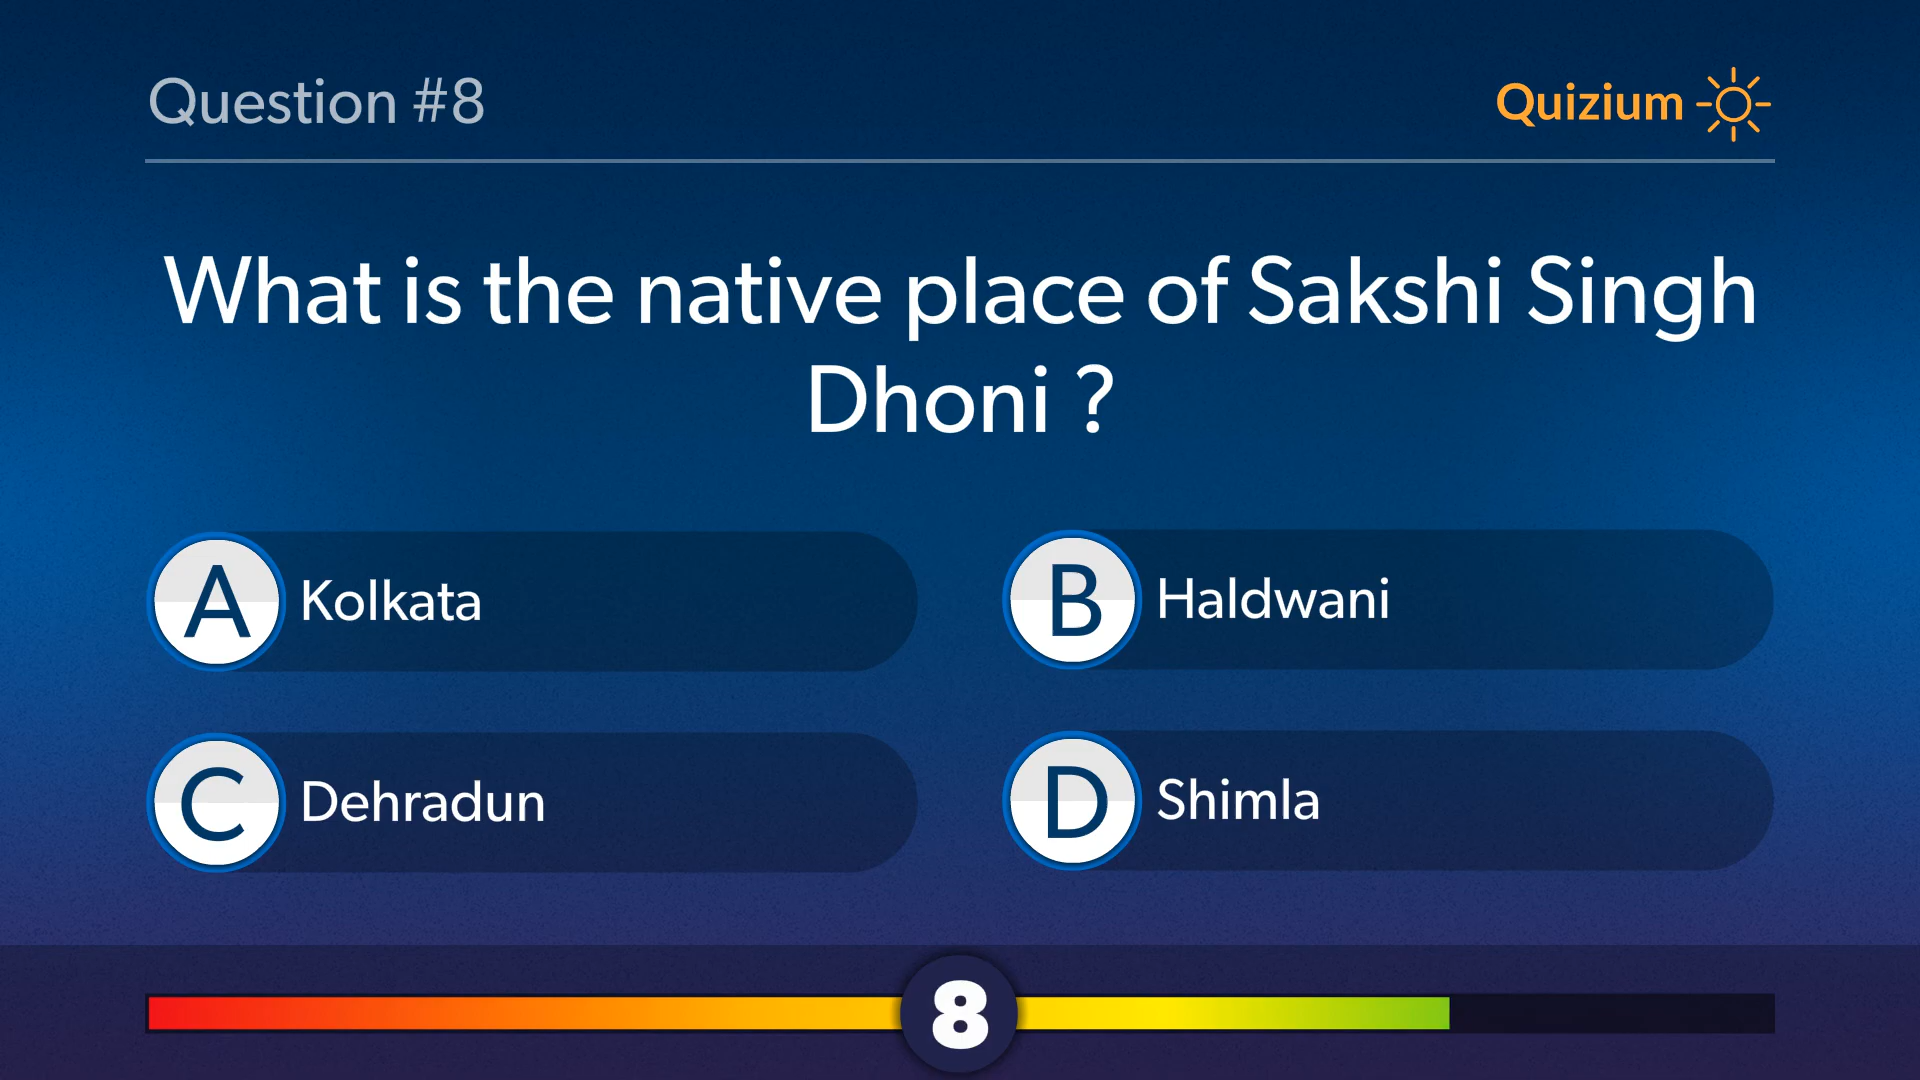 Question #8
Quizium
What is the native place of Sakshi Singh
Dhoni ?
A Kolkata
B Haldwani
C Dehradun
D Shimla
8